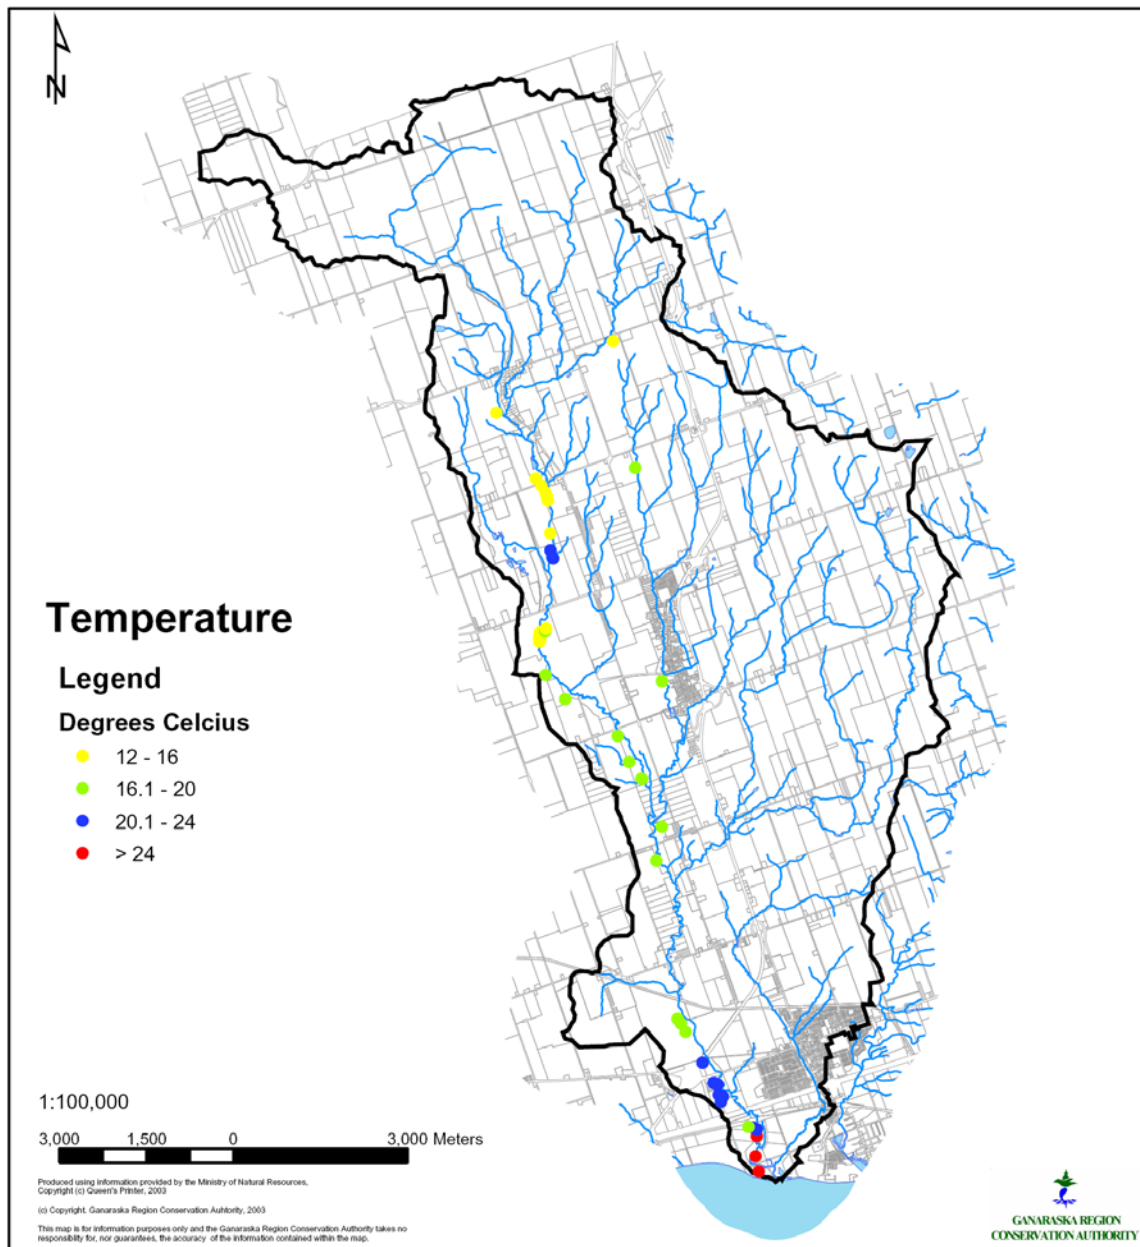 N
Temperature
Legend
Degrees Celcius
12 - 16
16.1 - 20
20.1 - 24
> 24
1:100,000
3,000 1,500 0 3,000 Meters
Produced using information provided by the Ministry of Natural Resources,
Copyright (c) Queen's Printer, 2003
(c) Copyright. Ganaraska Region Conservation Auhtority, 2003
This map is for information purposes only and the Ganaraska Region Conservation Authority takes no
responsiblity for, nor guarantees, the accuracy of the information contained within the map.
GANARASKA REGION
CONSERVATION AUTHORITY